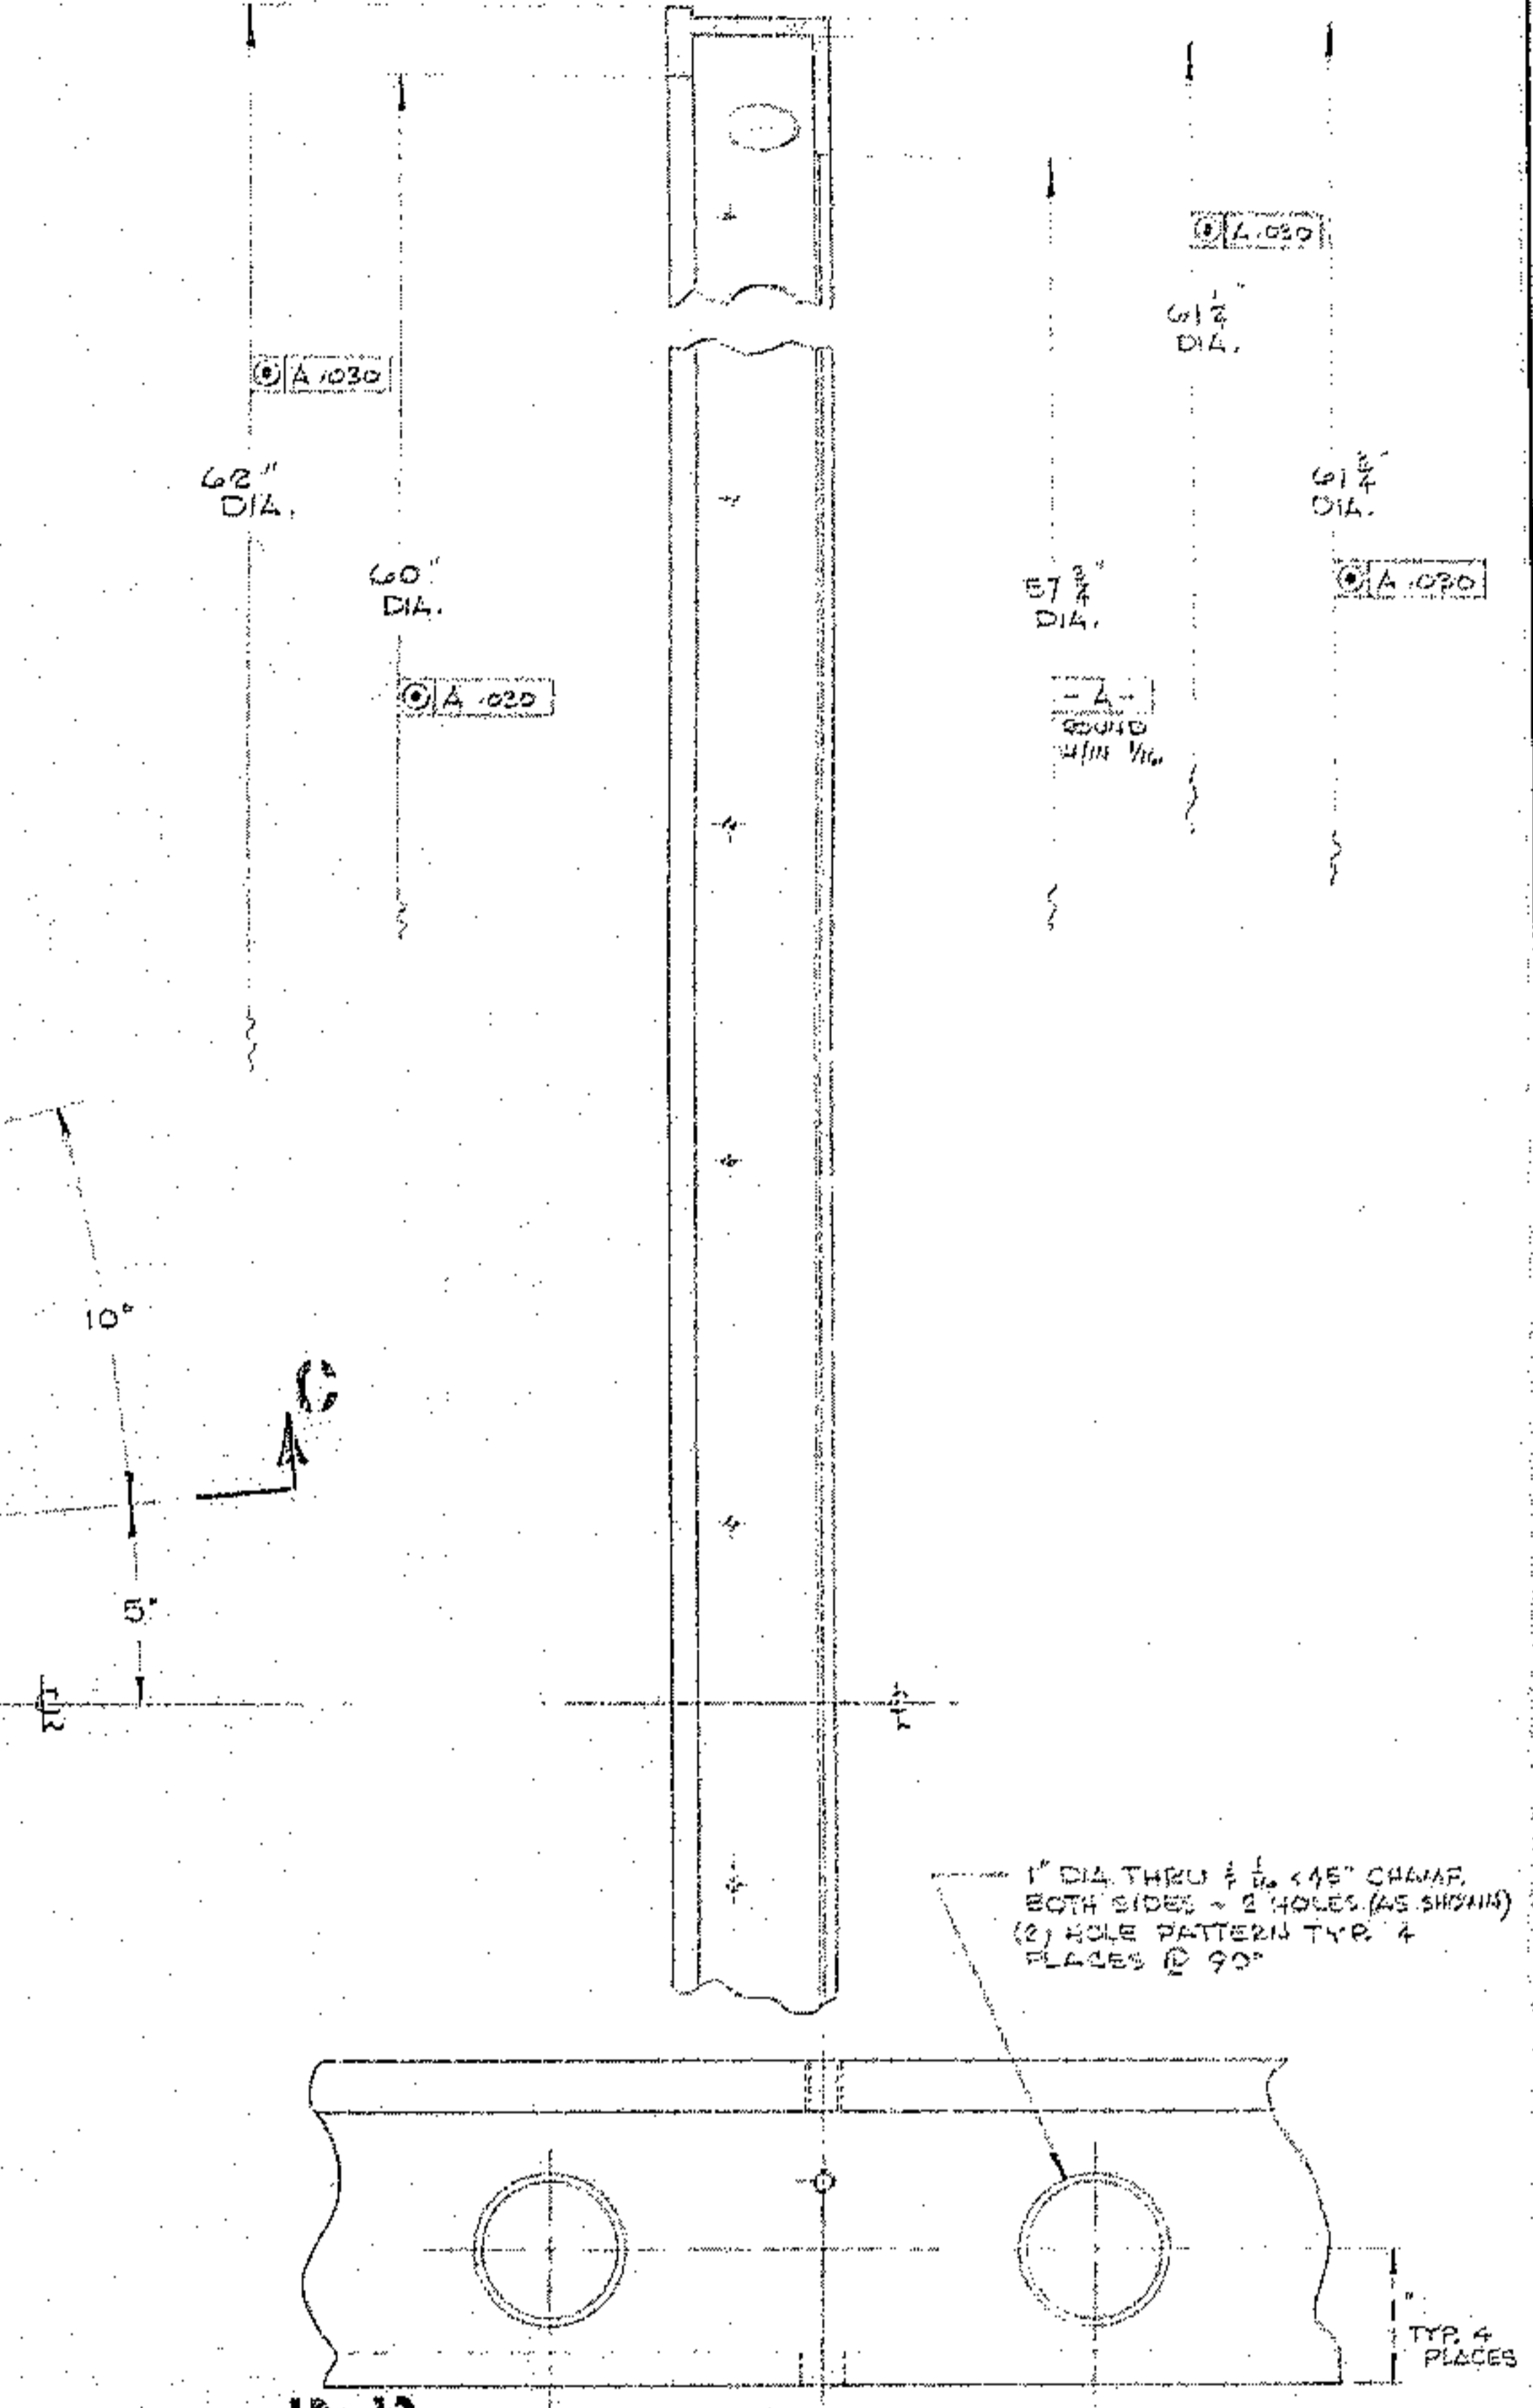 A .030
61 1/2"
DIA.
A .030
62"
DIA.
61 3/4"
DIA.
60"
DIA.
57 3/4"
DIA.
A .030
A .030
- A -
ROUND
W/IN 1/16
10°
C
5°
1" DIA. THRU & 1/16 <45° CHAMF.
BOTH SIDES - 2 HOLES (AS SHOWN)
(2) HOLE PATTERN TYP. 4
PLACES @ 90°
1"
TYP. 4
PLACES